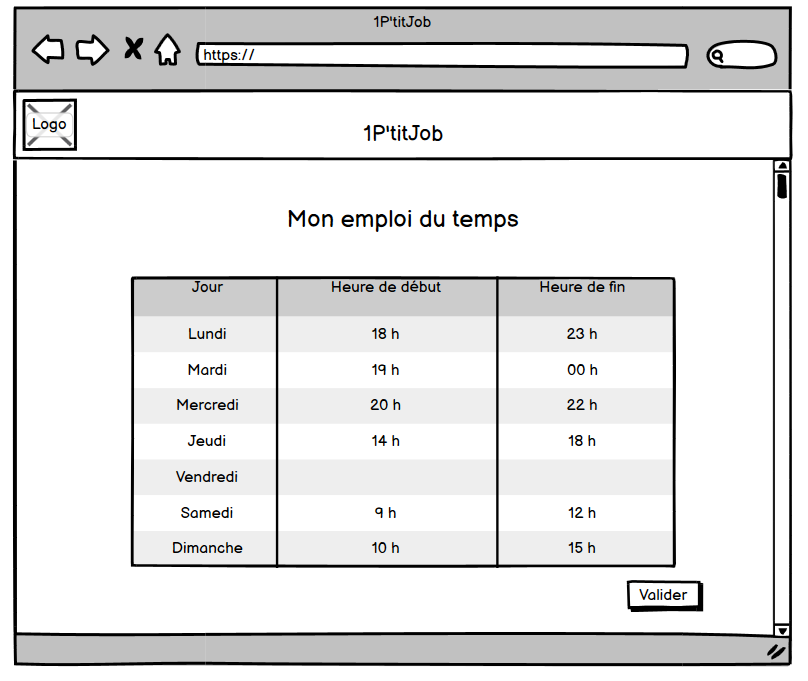 1P'titJob
https://
Logo
1P'titJob
Mon emploi du temps
Jour Heure de début Heure de fin
Lundi 18 h 23 h
Mardi 19 h 00 h
Mercredi 20 h 22 h
Jeudi 14 h 18 h
Vendredi
Samedi 9 h 12 h
Dimanche 10 h 15 h
Valider